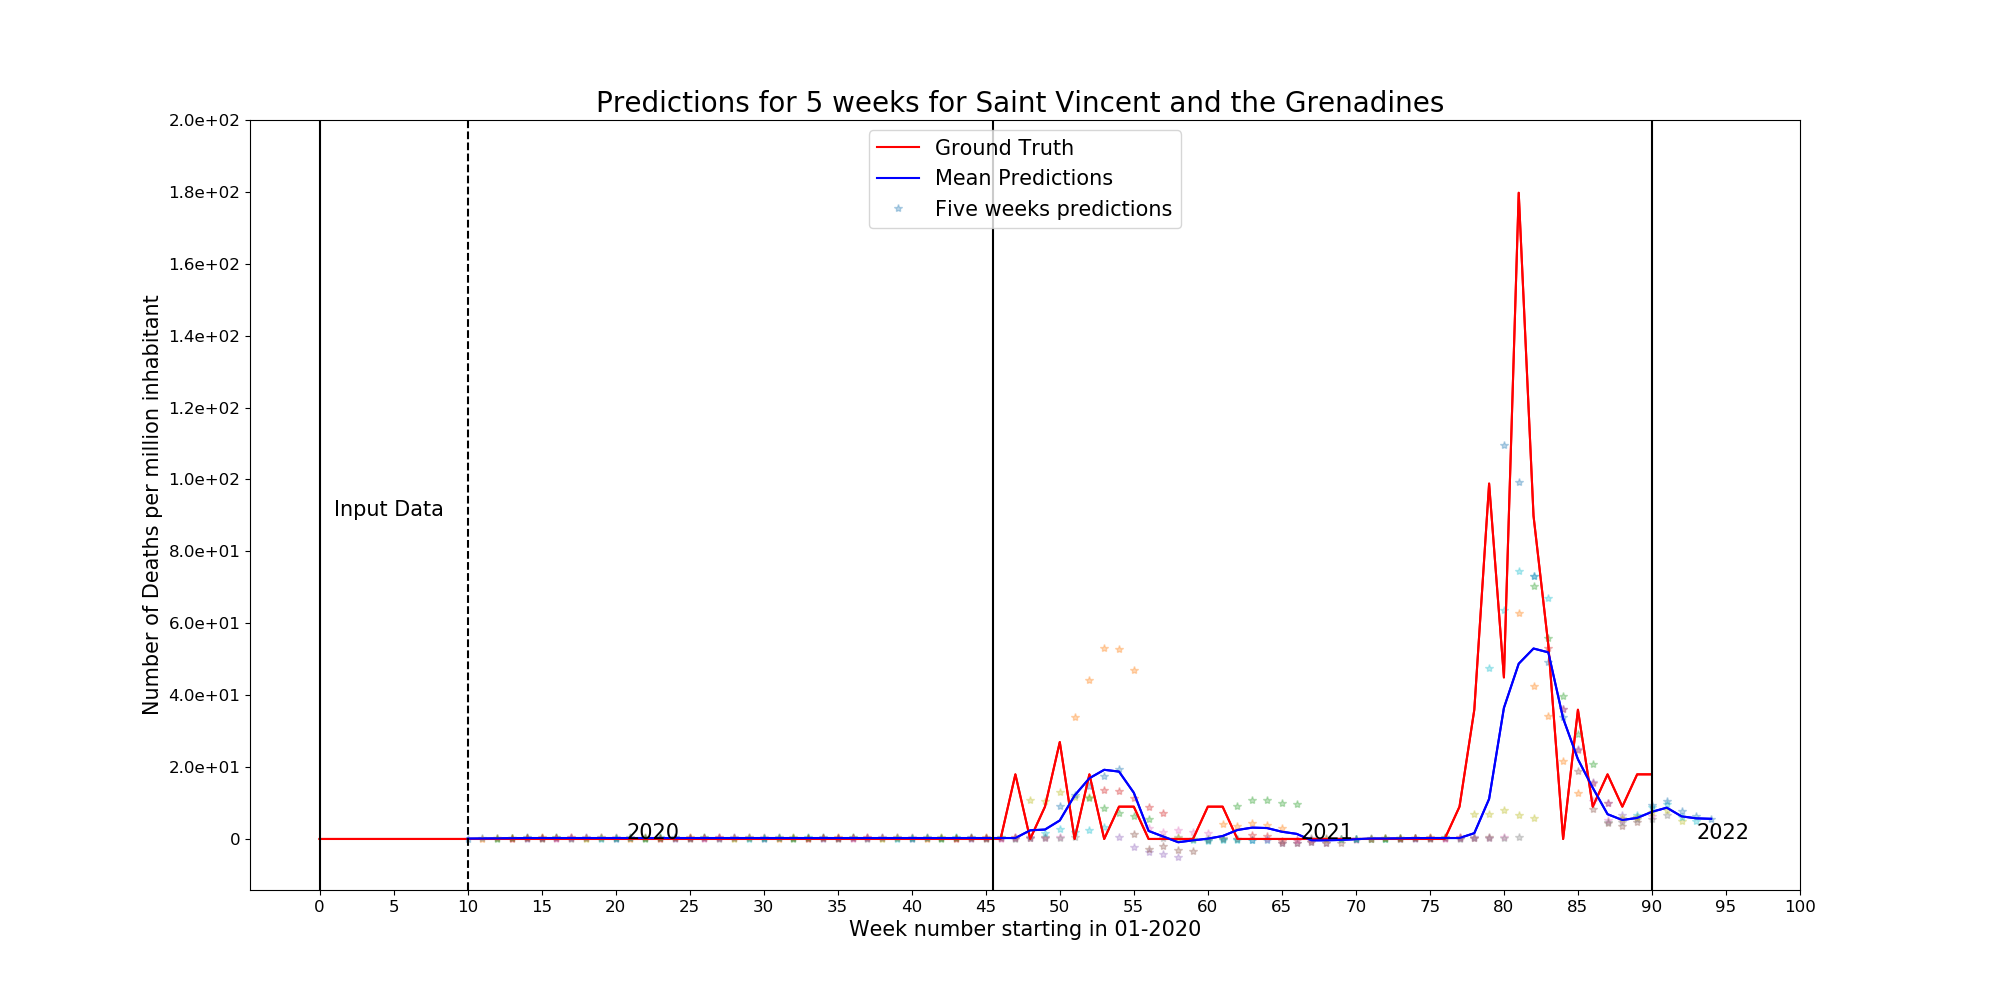 Predictions for 5 weeks for Saint Vincent and the Grenadines
2.0e+02
1.8e+02
1.6e+02
1.4e+02
1.2e+02
1.0e+02
8.0e+01
6.0e+01
4.0e+01
2.0e+01
0
Number of Deaths per million inhabitant
Ground Truth
Mean Predictions
Five weeks predictions
Input Data
2020
2021
2022
0 5 10 15 20 25 30 35 40 45 50 55 60 65 70 75 80 85 90 95 100
Week number starting in 01-2020